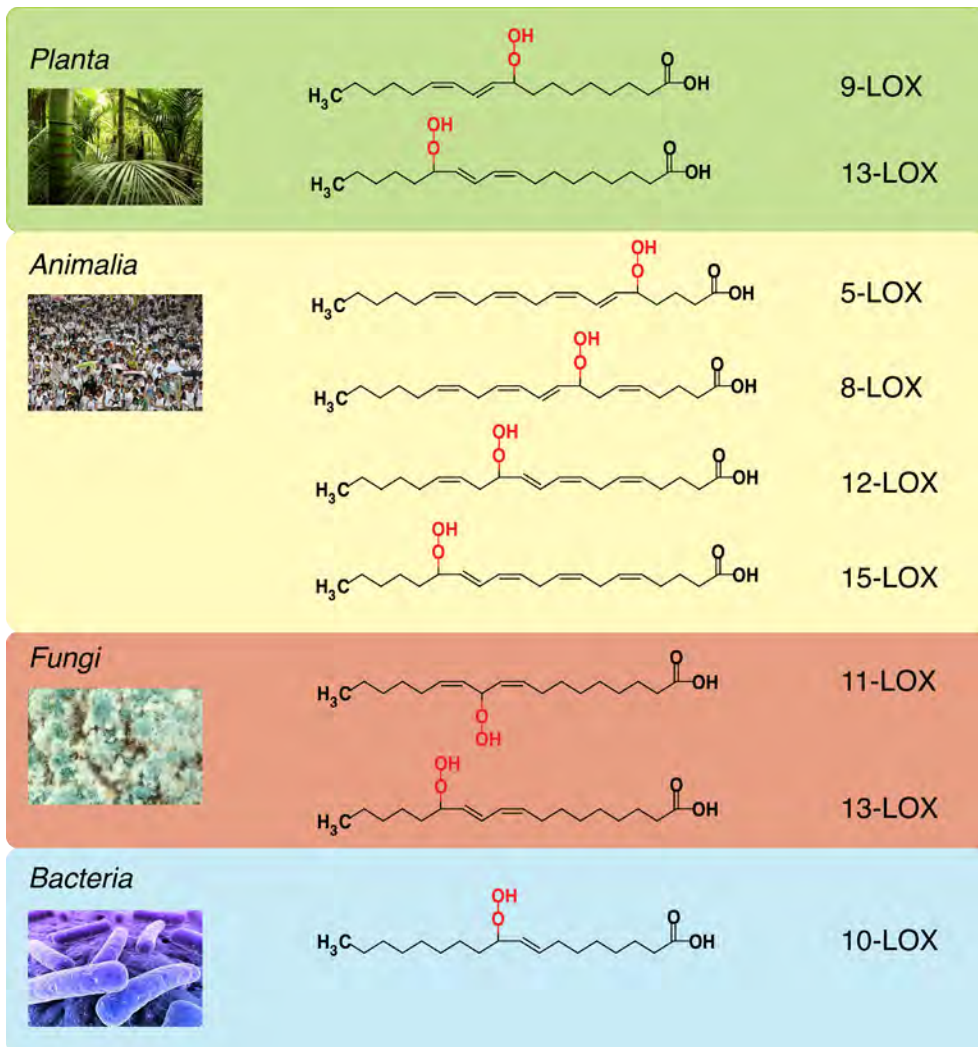 Planta
OH
O
O
H₃C
OH
9-LOX
OH
O
O
H₃C
OH
13-LOX
Animalia
OH
O
O
H₃C
OH
5-LOX
OH
O
O
H₃C
OH
8-LOX
OH
O
O
H₃C
OH
12-LOX
OH
O
O
H₃C
OH
15-LOX
Fungi
O
H₃C
OH
11-LOX
O
OH
OH
O
O
H₃C
OH
13-LOX
Bacteria
OH
O
O
H₃C
OH
10-LOX